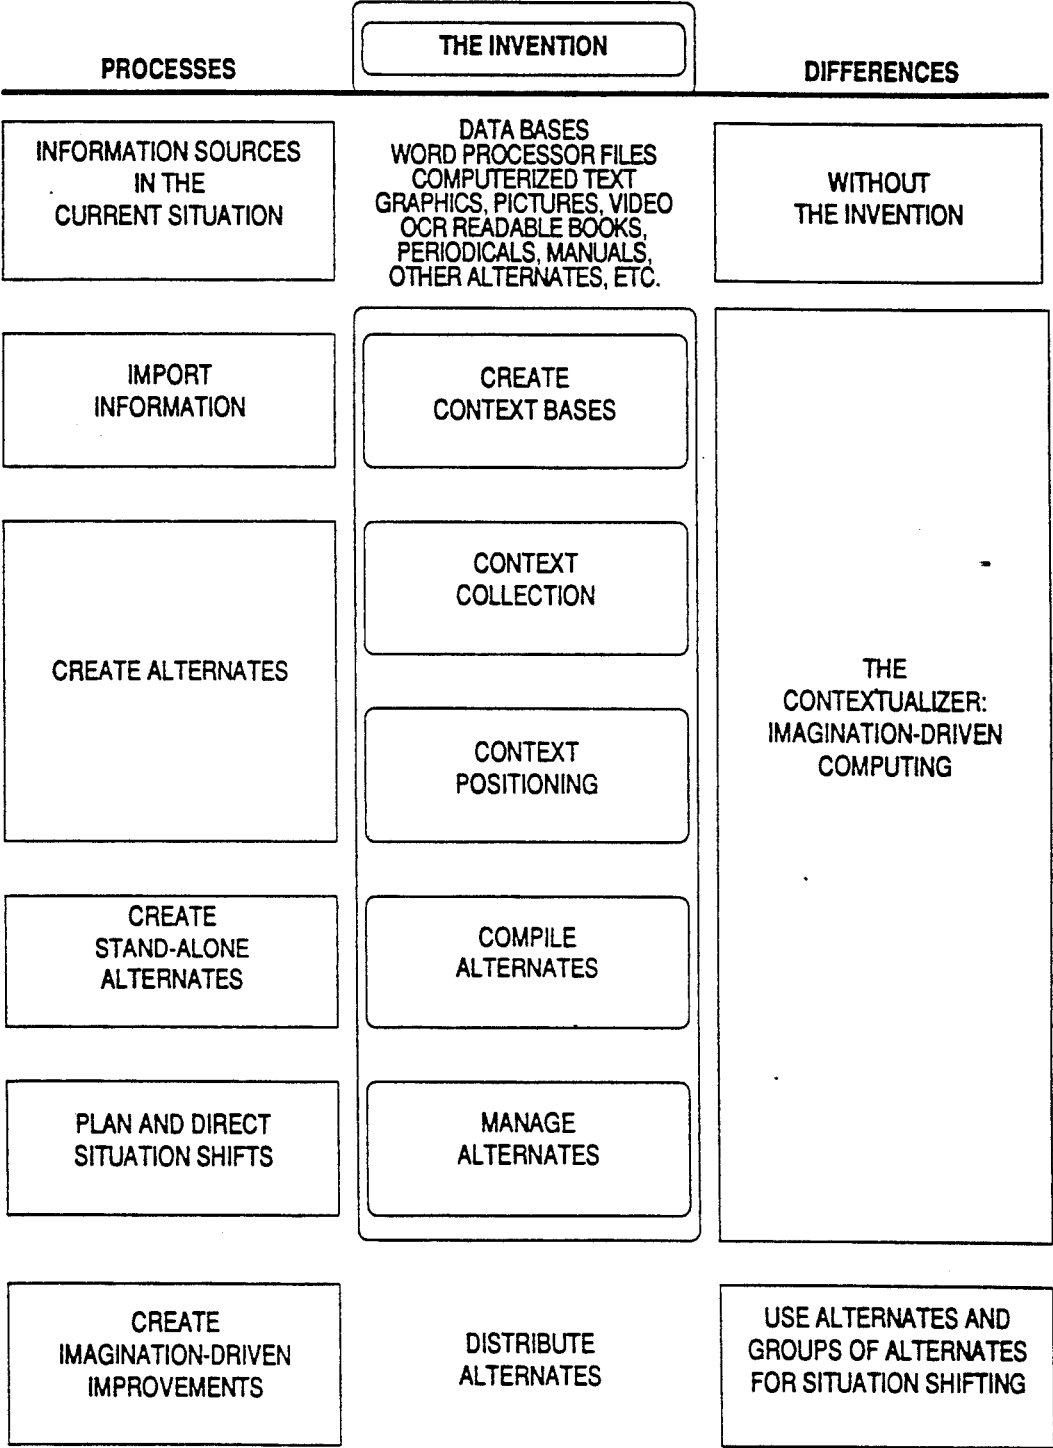 PROCESSES
THE INVENTION
DIFFERENCES
INFORMATION SOURCES
IN THE
CURRENT SITUATION
DATA BASES
WORD PROCESSOR FILES
COMPUTERIZED TEXT
GRAPHICS, PICTURES, VIDEO
OCR READABLE BOOKS,
PERIODICALS, MANUALS,
OTHER ALTERNATES, ETC.
WITHOUT
THE INVENTION
IMPORT
INFORMATION
CREATE
CONTEXT BASES
CREATE ALTERNATES
CONTEXT
COLLECTION
CONTEXT
POSITIONING
THE
CONTEXTUALIZER:
IMAGINATION-DRIVEN
COMPUTING
CREATE
STAND-ALONE
ALTERNATES
COMPILE
ALTERNATES
PLAN AND DIRECT
SITUATION SHIFTS
MANAGE
ALTERNATES
CREATE
IMAGINATION-DRIVEN
IMPROVEMENTS
DISTRIBUTE
ALTERNATES
USE ALTERNATES AND
GROUPS OF ALTERNATES
FOR SITUATION SHIFTING